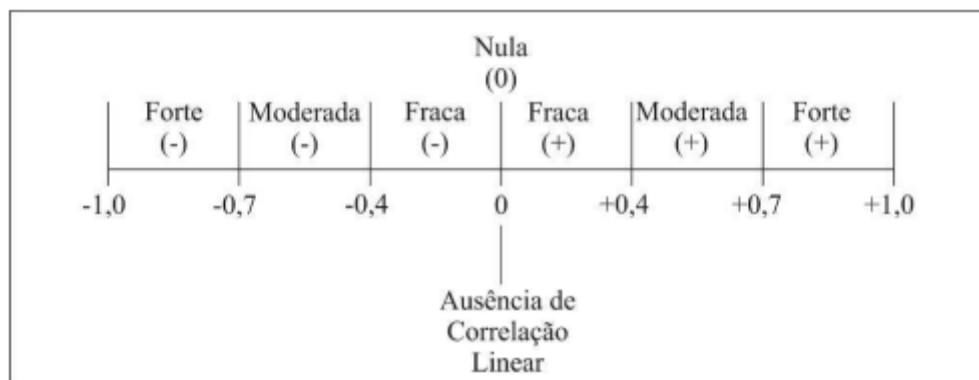 Nula
(0)
Forte Moderada Fraca Fraca Moderada Forte
(-) (-) (-) (+) (+) (+)
-1,0 -0,7 -0,4 0 +0,4 +0,7 +1,0
Ausência de
Correlação
Linear